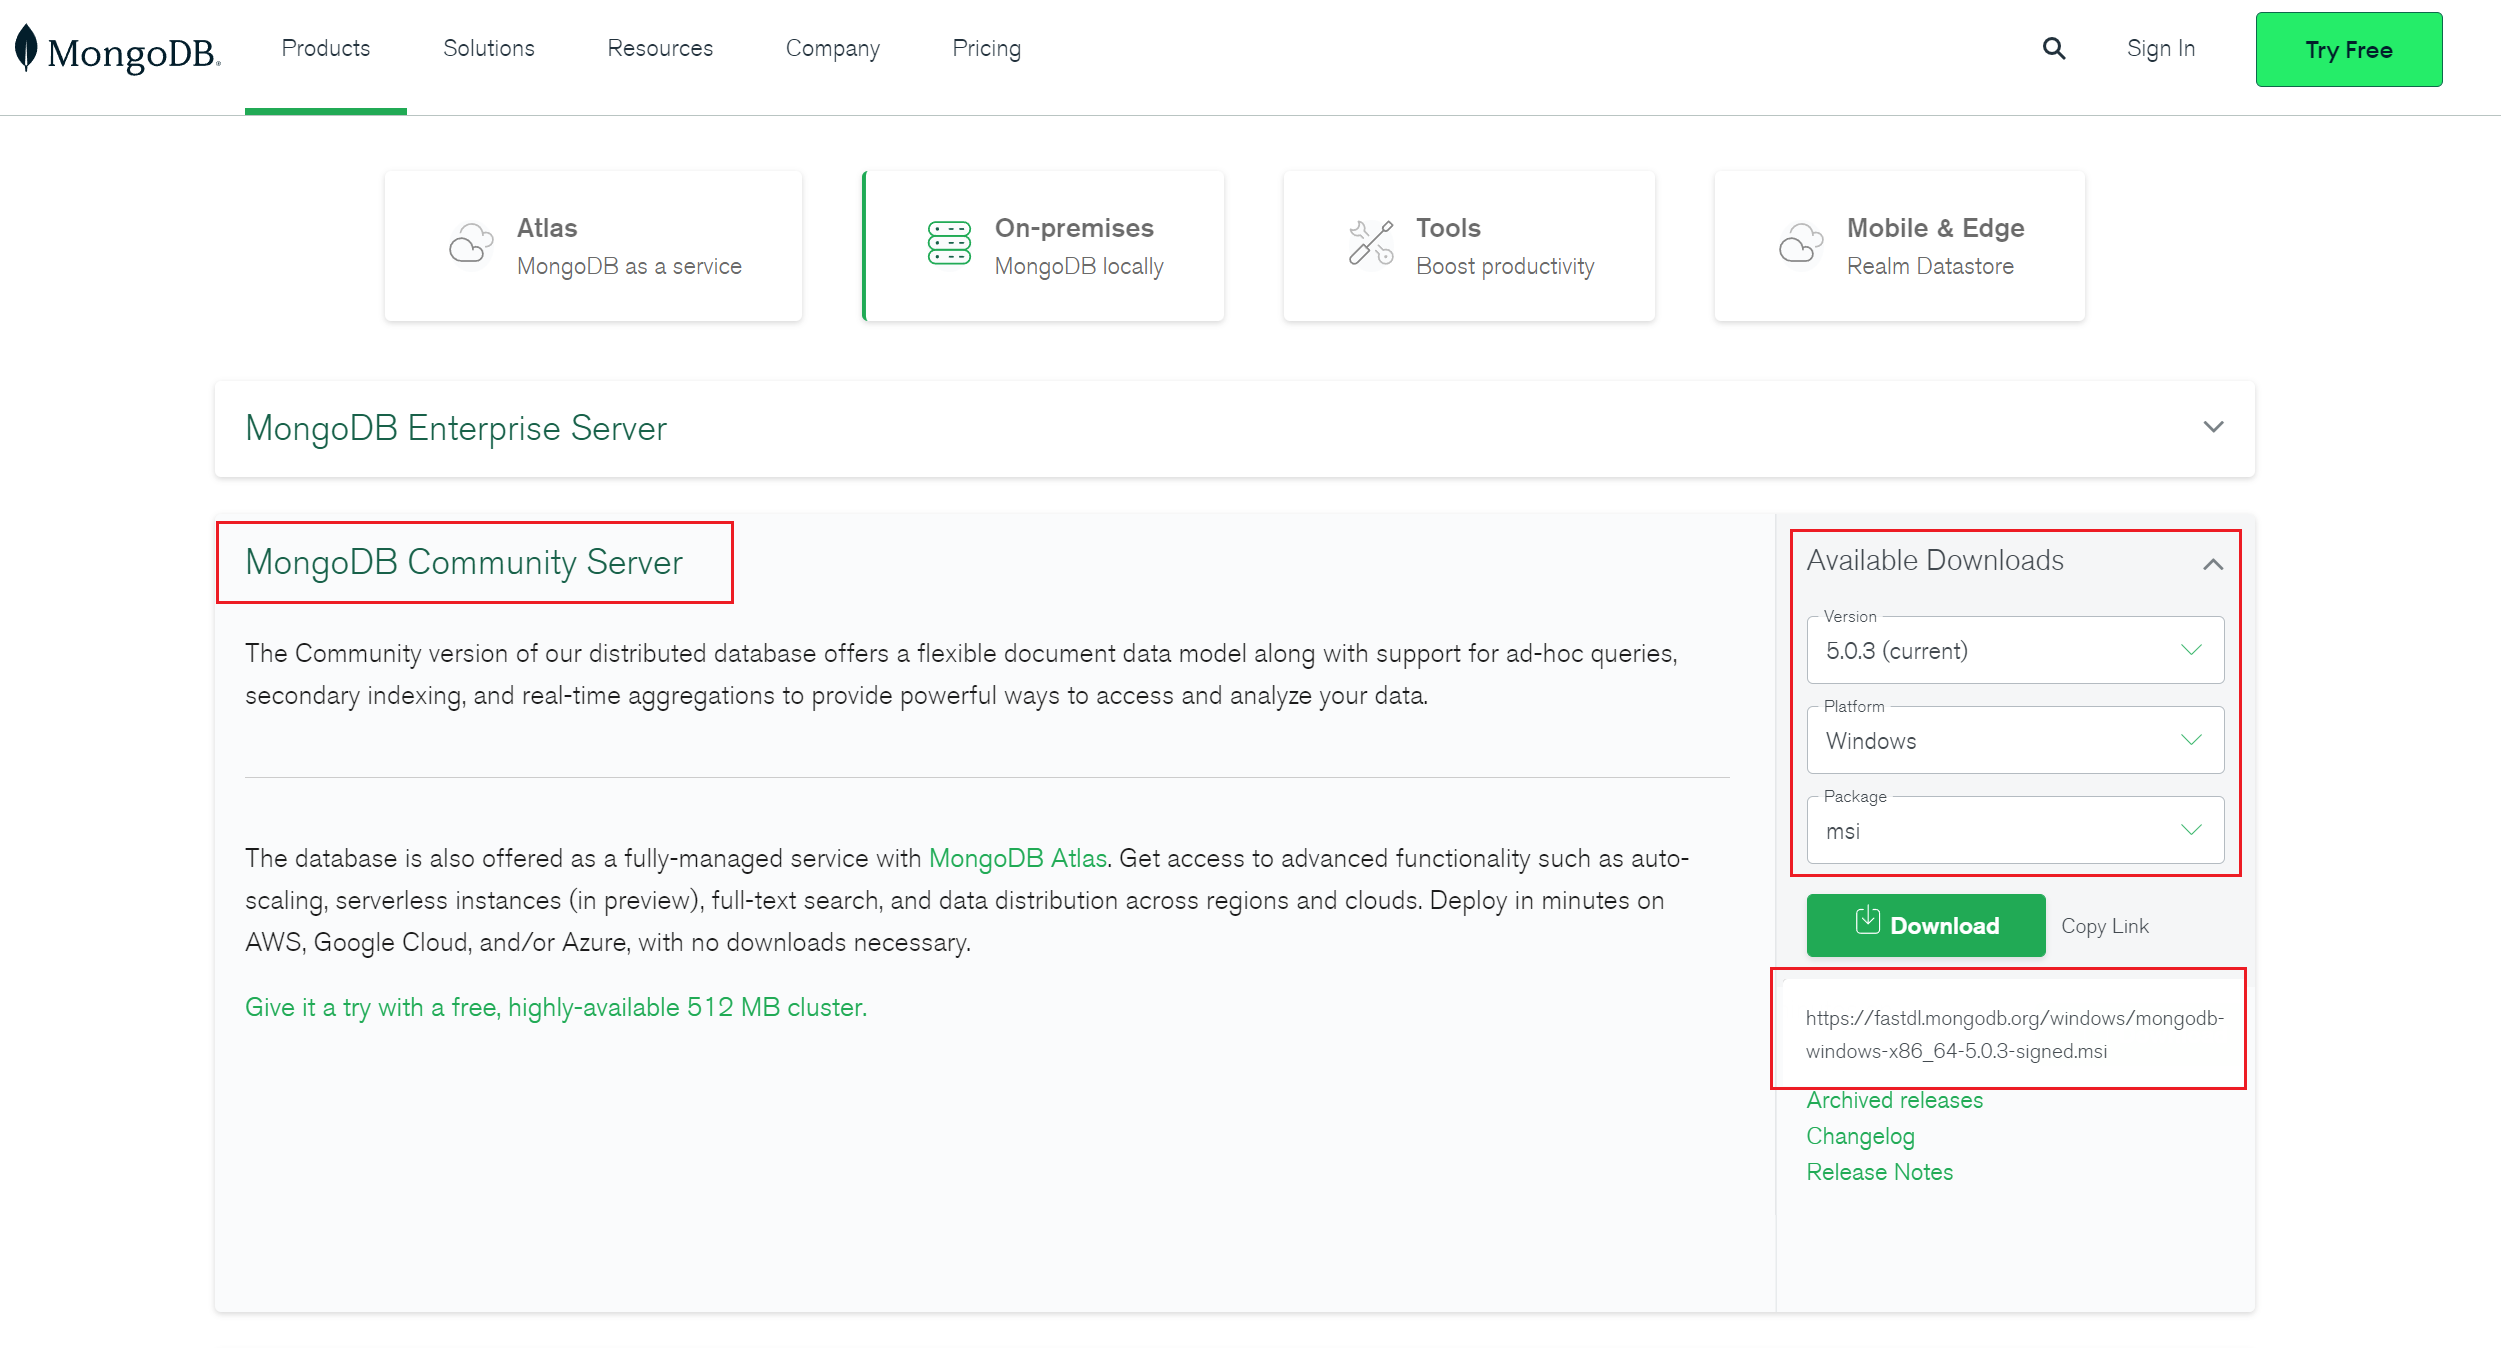 MongoDB®
Products
Solutions
Resources
Company
Pricing
Sign In
Try Free
Atlas
MongoDB as a service
On-premises
MongoDB locally
Tools
Boost productivity
Mobile & Edge
Realm Datastore
MongoDB Enterprise Server
MongoDB Community Server
The Community version of our distributed database offers a flexible document data model along with support for ad-hoc queries,
secondary indexing, and real-time aggregations to provide powerful ways to access and analyze your data.
The database is also offered as a fully-managed service with MongoDB Atlas. Get access to advanced functionality such as auto-
scaling, serverless instances (in preview), full-text search, and data distribution across regions and clouds. Deploy in minutes on
AWS, Google Cloud, and/or Azure, with no downloads necessary.
Give it a try with a free, highly-available 512 MB cluster.
Available Downloads
Version
5.0.3 (current)
Platform
Windows
Package
msi
Download
Copy Link
https://fastdl.mongodb.org/windows/mongodb-
windows-x86_64-5.0.3-signed.msi
Archived releases
Changelog
Release Notes